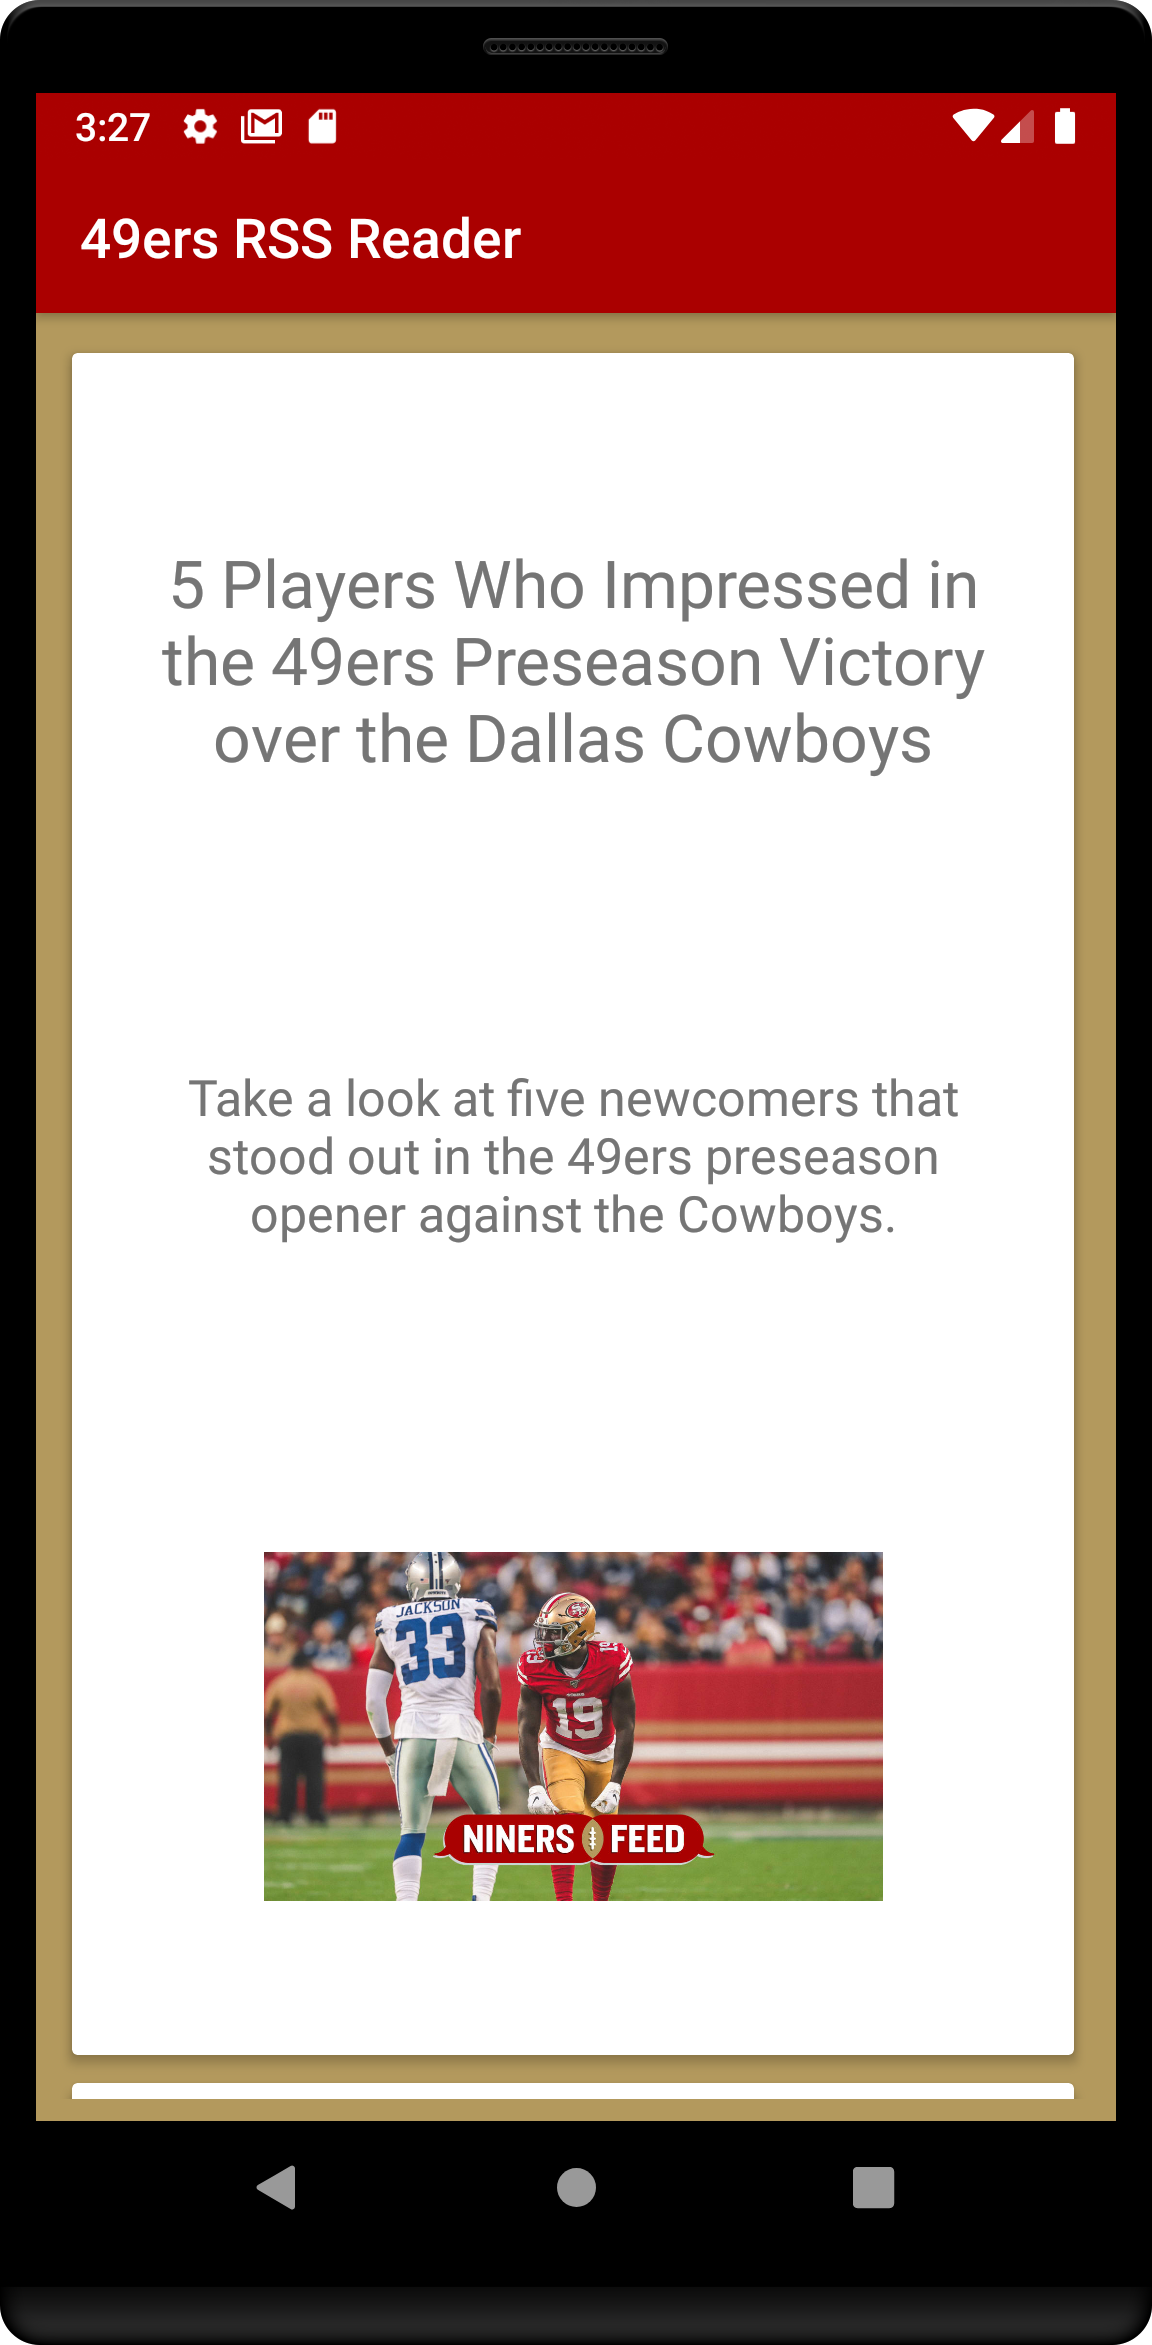 3:27
49ers RSS Reader
5 Players Who Impressed in
the 49ers Preseason Victory
over the Dallas Cowboys
Take a look at five newcomers that
stood out in the 49ers preseason
opener against the Cowboys.
JACKSON
33
19
19
NINERS FEED